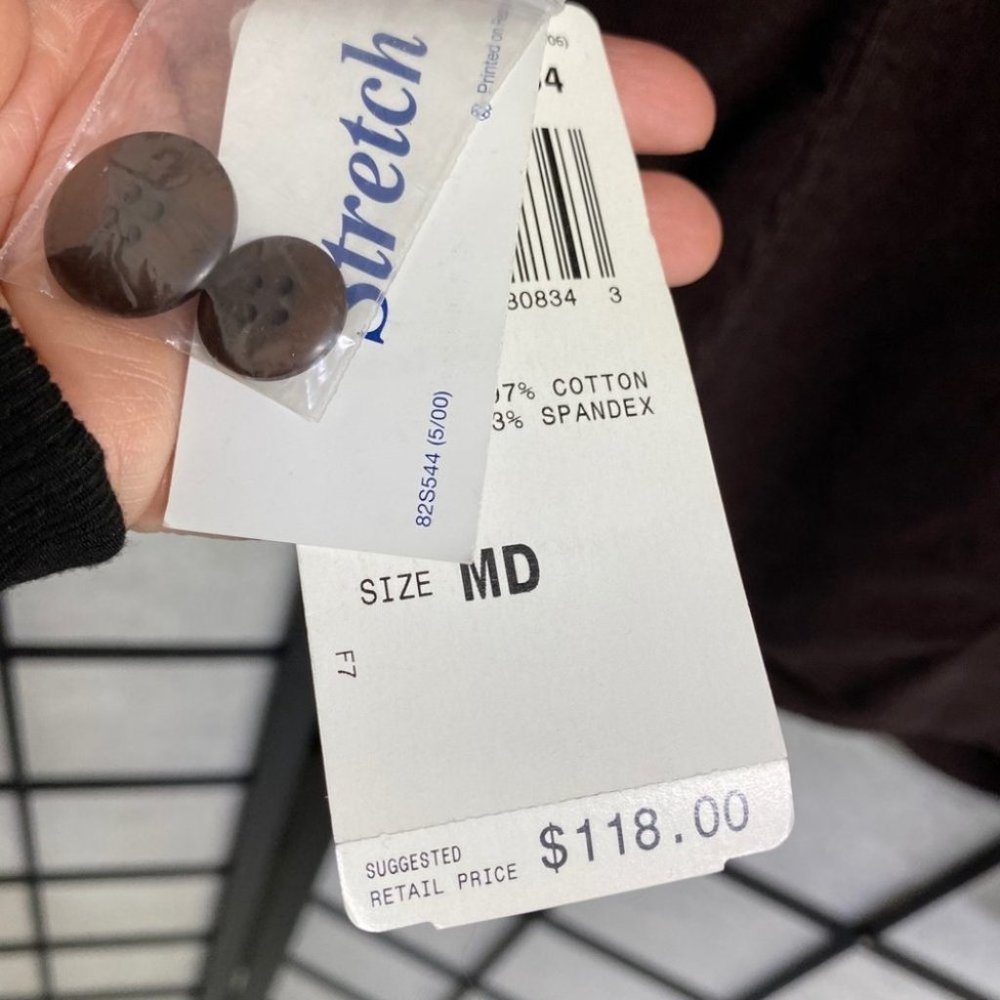 Stretch
Printed on
82S544 (5/00)
06)
4
30834 3
7% COTTON
3% SPANDEX
SIZE MD
F7
SUGGESTED
RETAIL PRICE $118.00